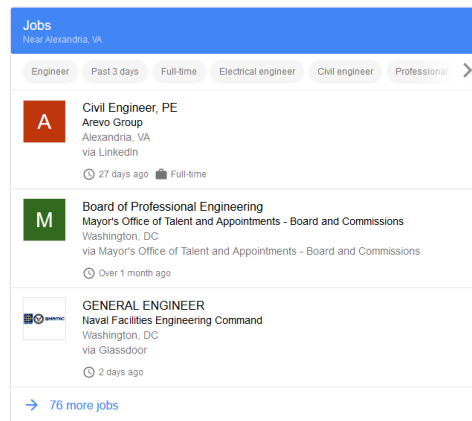 Jobs
Near Alexandria, VA
Engineer Past 3 days Full-time Electrical engineer Civil engineer Professional
A
Civil Engineer, PE
Arevo Group
Alexandria, VA
via LinkedIn
27 days ago Full-time
M
Board of Professional Engineering
Mayor's Office of Talent and Appointments - Board and Commissions
Washington, DC
via Mayor's Office of Talent and Appointments - Board and Commissions
Over 1 month ago
GENERAL ENGINEER
Naval Facilities Engineering Command
Washington, DC
via Glassdoor
2 days ago
76 more jobs